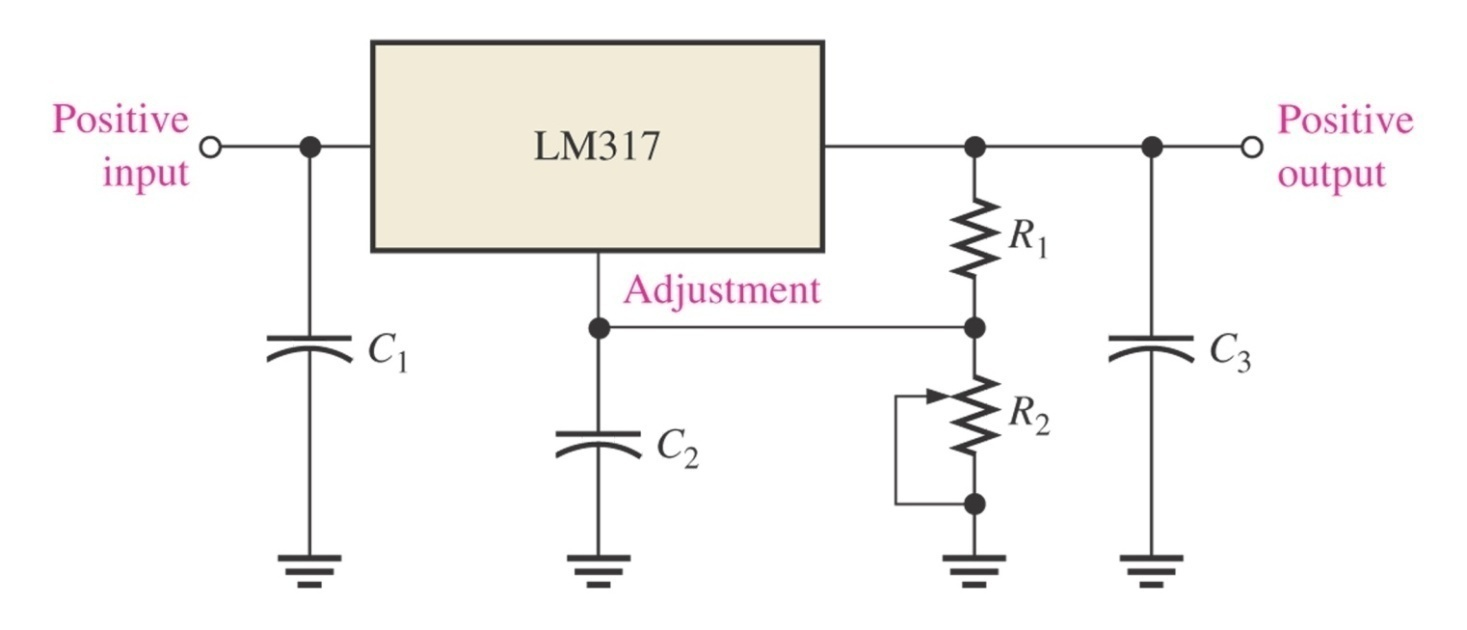 Positive
input
LM317
Positive
output
R1
Adjustment
C1
C2
R2
C3